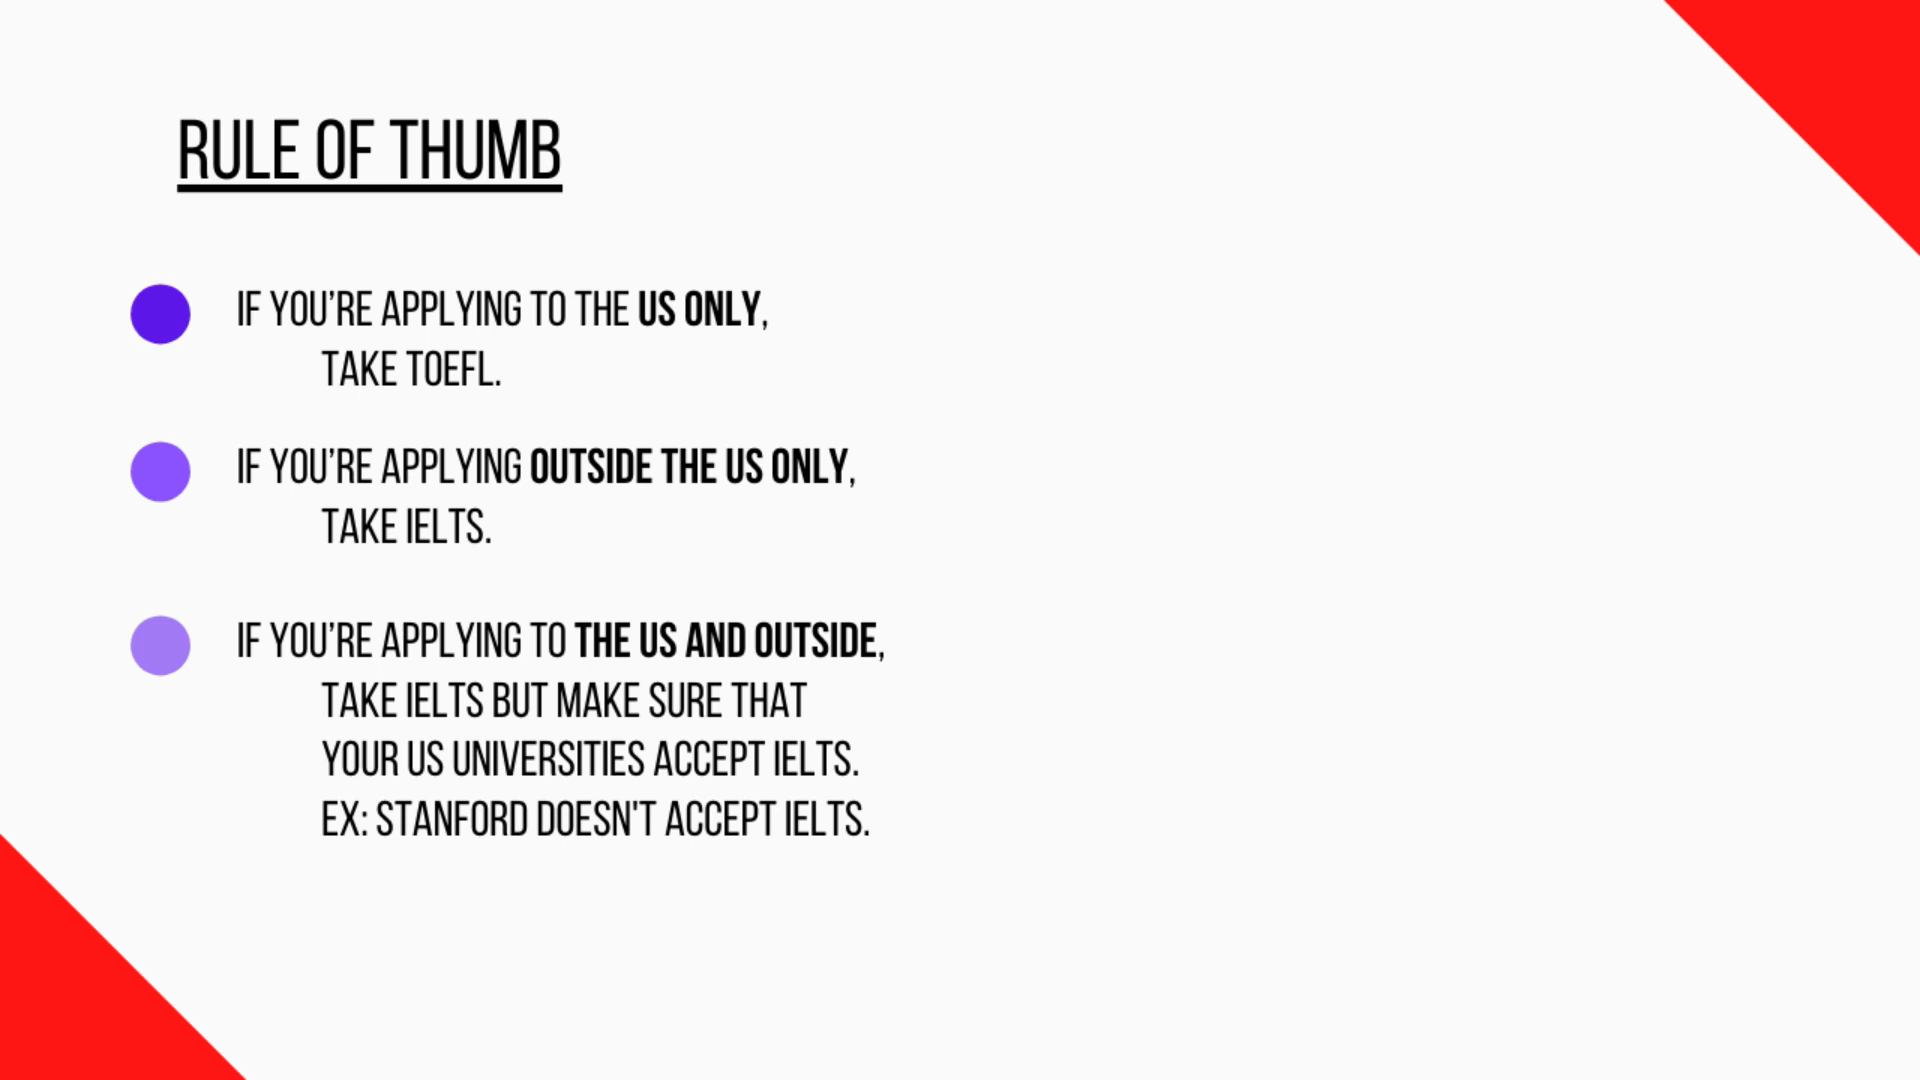 RULE OF THUMB
IF YOU’RE APPLYING TO THE US ONLY,
TAKE TOEFL.
IF YOU’RE APPLYING OUTSIDE THE US ONLY,
TAKE IELTS.
IF YOU’RE APPLYING TO THE US AND OUTSIDE,
TAKE IELTS BUT MAKE SURE THAT
YOUR US UNIVERSITIES ACCEPT IELTS.
EX: STANFORD DOESN'T ACCEPT IELTS.